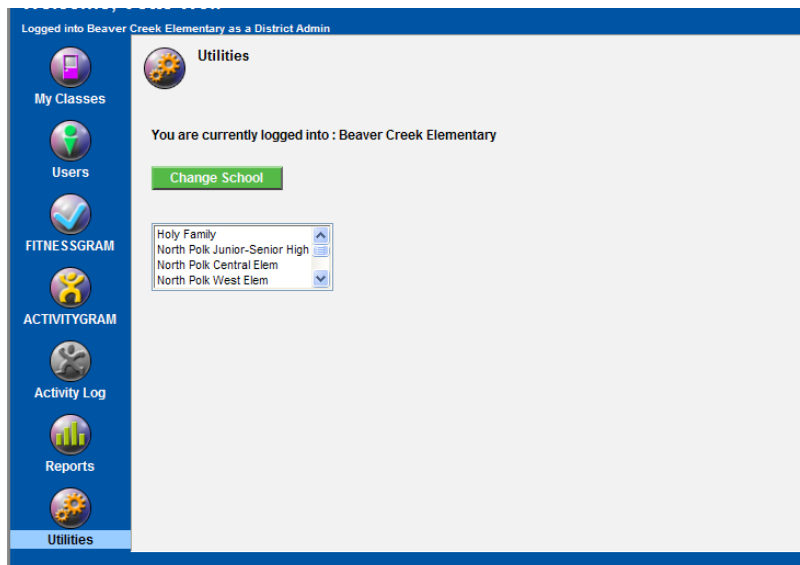 Logged into Beaver Creek Elementary as a District Admin
Utilities
My Classes
You are currently logged into : Beaver Creek Elementary
Users
Change School
FITNESSGRAM
Holy Family
North Polk Junior-Senior High
North Polk Central Elem
North Polk West Elem
ACTIVITYGRAM
Activity Log
Reports
Utilities